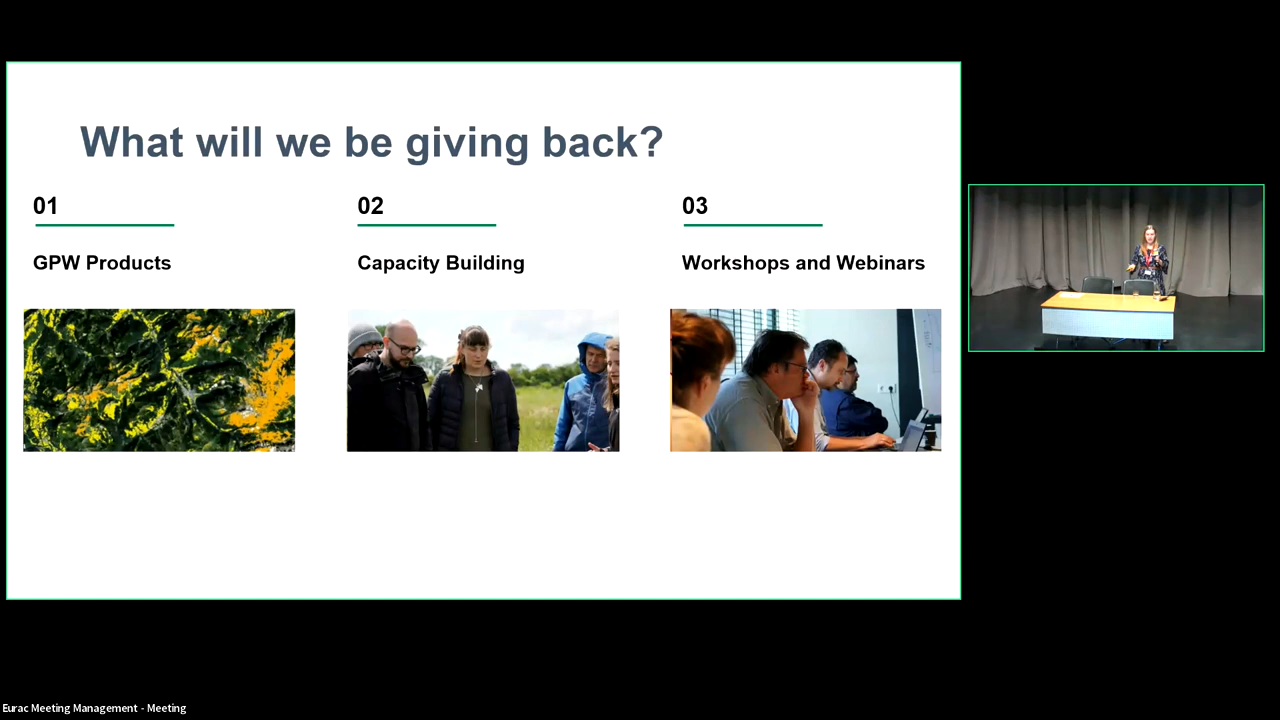 What will we be giving back?
01
02
03
GPW Products
Capacity Building
Workshops and Webinars
Eurac Meeting Management - Meeting